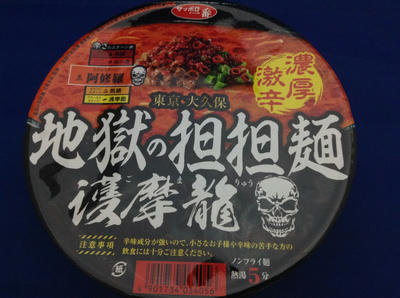 サッポロ一番
阿修羅
濃厚
激辛
東京・大久保
地獄の担担麺
護摩龍
ごまりゅう
注意事項
辛味成分が強いので、小さなお子様や辛味の苦手な方の
飲食には十分ご注意ください。
ノンフライ麺
熱湯5分
紙
4901734034056